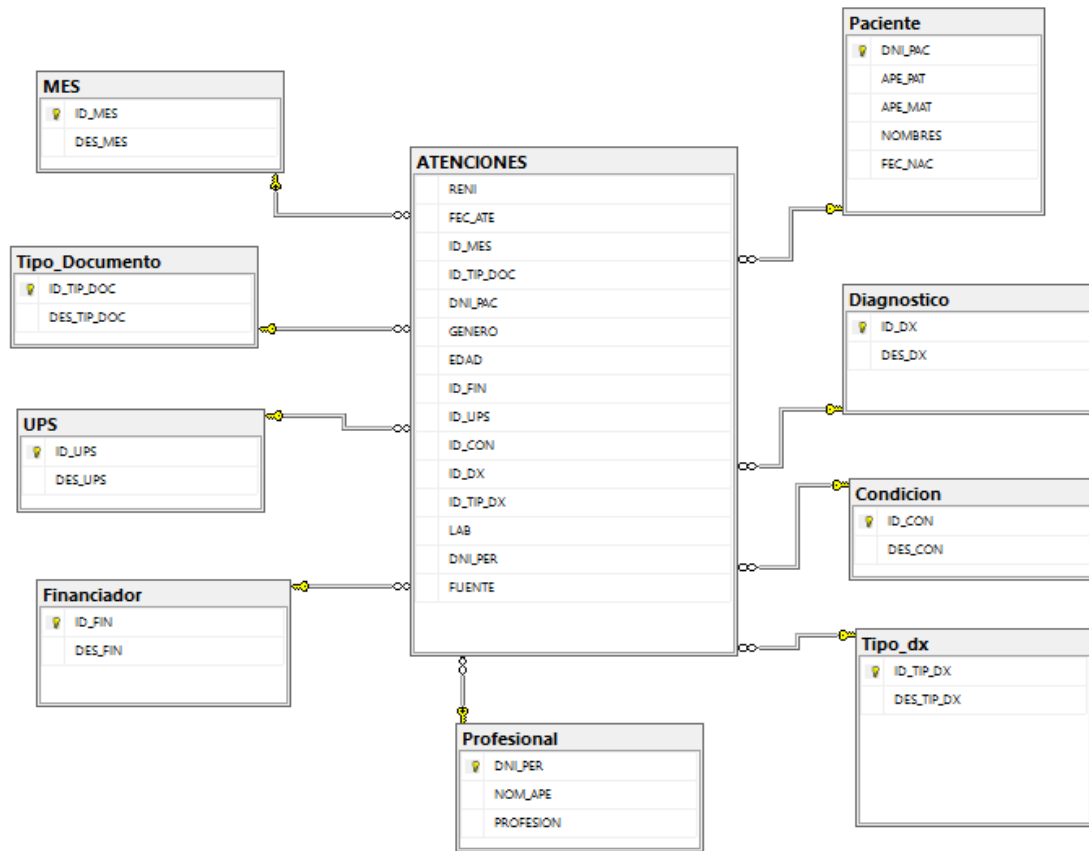 MES
ID_MES
DES_MES
Tipo_Documento
ID_TIP_DOC
DES_TIP_DOC
UPS
ID_UPS
DES_UPS
Financiador
ID_FIN
DES_FIN
ATENCIONES
RENI
FEC_ATE
ID_MES
ID_TIP_DOC
DNI_PAC
GENERO
EDAD
ID_FIN
ID_UPS
ID_CON
ID_DX
ID_TIP_DX
LAB
DNI_PER
FUENTE
Profesional
DNI_PER
NOM_APE
PROFESION
Paciente
DNI_PAC
APE_PAT
APE_MAT
NOMBRES
FEC_NAC
Diagnostico
ID_DX
DES_DX
Condicion
ID_CON
DES_CON
Tipo_dx
ID_TIP_DX
DES_TIP_DX